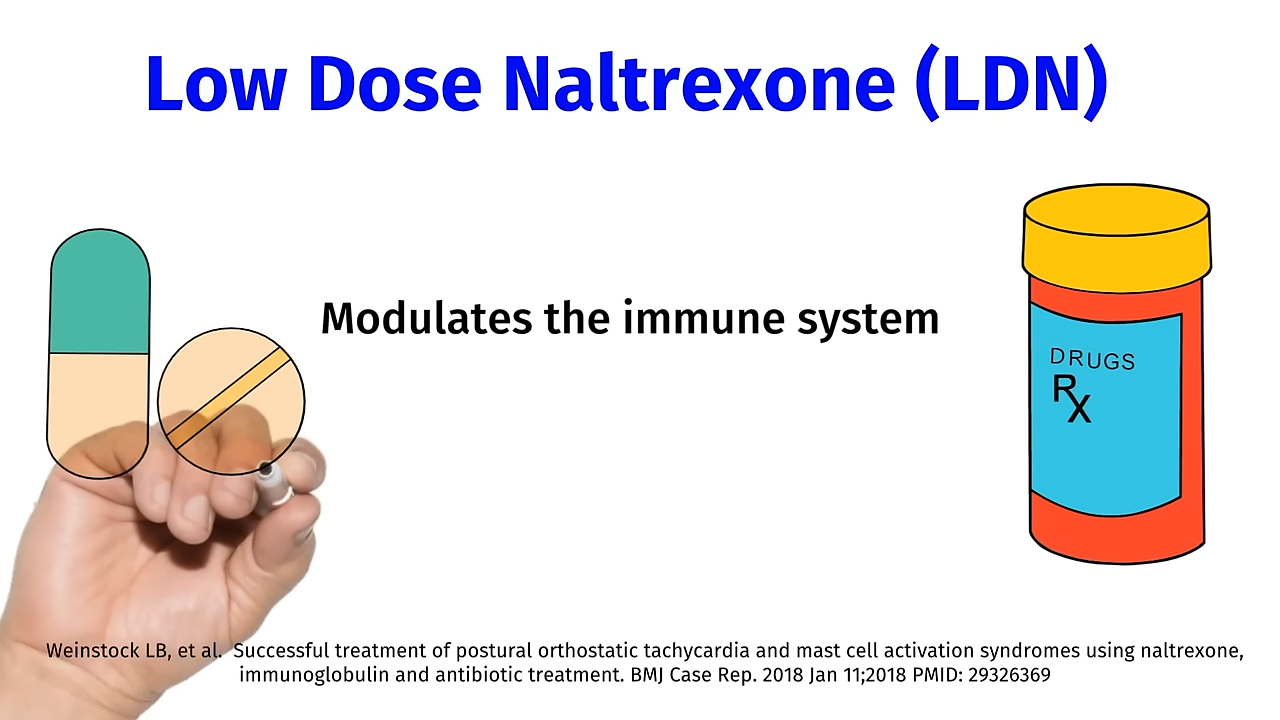 Low Dose Naltrexone (LDN)
Modulates the immune system
DRUGS
Rx
Weinstock LB, et al.  Successful treatment of postural orthostatic tachycardia and mast cell activation syndromes using naltrexone,
immunoglobulin and antibiotic treatment. BMJ Case Rep. 2018 Jan 11;2018 PMID: 29326369